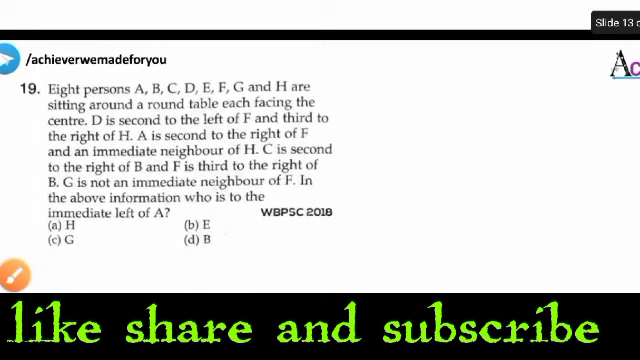 Slide 13 o
/achieverwemadeforyou
Ac
19. Eight persons A, B, C, D, E, F, G and H are
sitting around a round table each facing the
centre. D is second to the left of F and third to
the right of H. A is second to the right of F
and an immediate neighbour of H. C is second
to the right of B and F is third to the right of
B. G is not an immediate neighbour of F. In
the above information who is to the
immediate left of A? WBPSC 2018
(a) H (b) E
(c) G (d) B
like share and subscribe